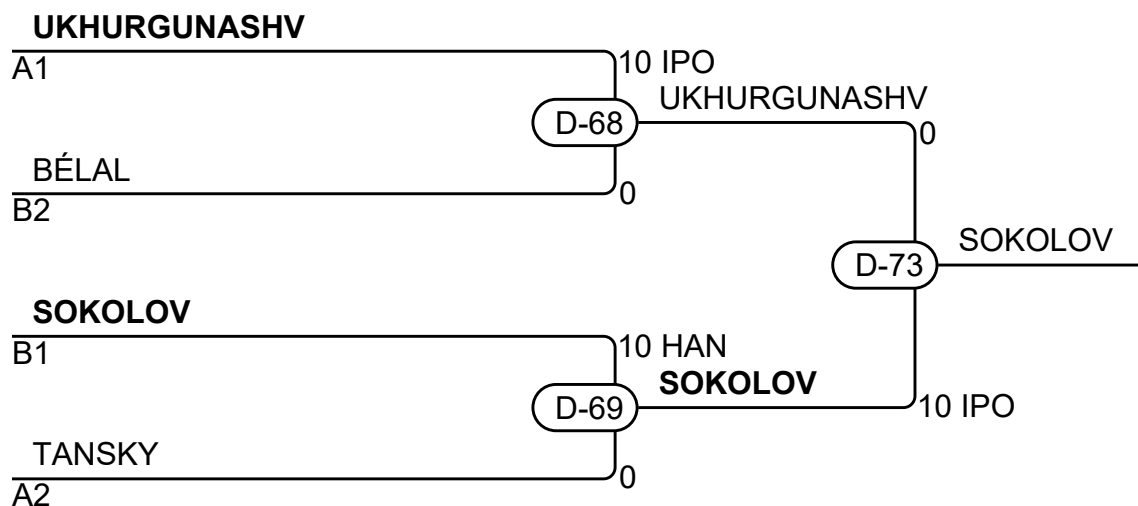 UKHURGUNASHV
A1
10 IPO
UKHURGUNASHV
D-68
0
BÉLAL
B2
0
SOKOLOV
D-73
SOKOLOV
B1
10 HAN
SOKOLOV
D-69
10 IPO
TANSKY
A2
0